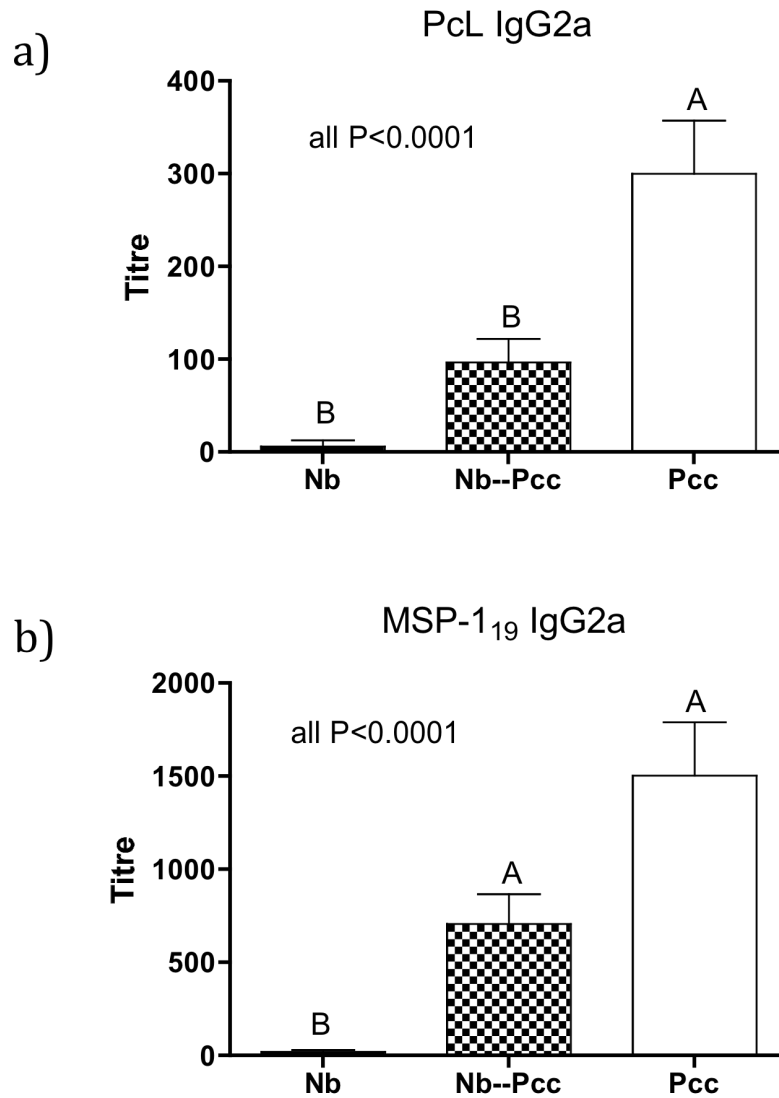 a)
PcL IgG2a
400
300
200
100
0
Titre
all P<0.0001
B
B
A
Nb
Nb--Pcc
Pcc
b)
MSP-1₁₉ IgG2a
2000
1500
1000
500
0
Titre
all P<0.0001
B
A
A
Nb
Nb--Pcc
Pcc